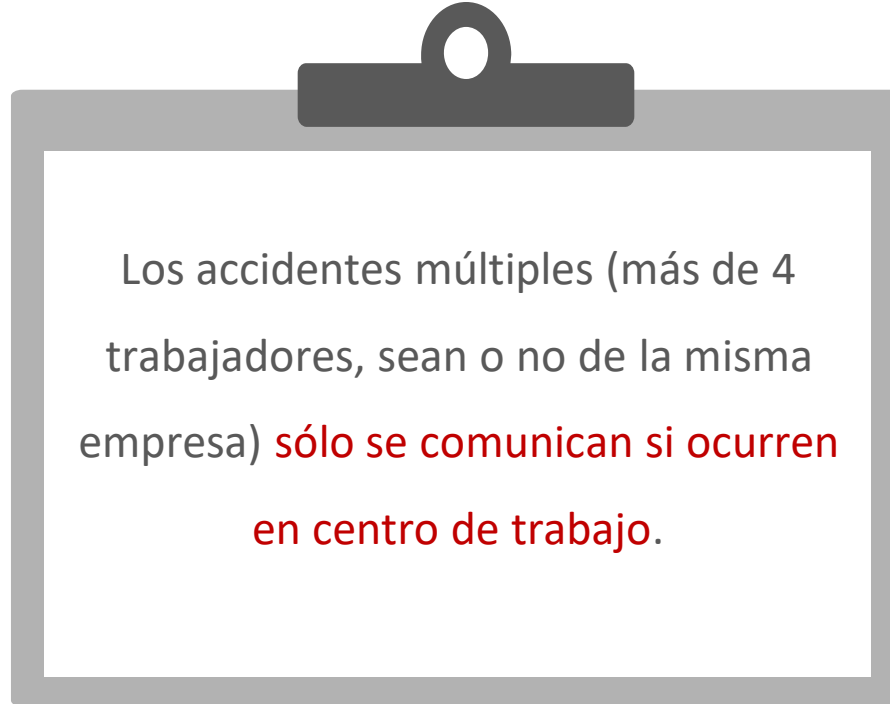 Los accidentes múltiples (más de 4
trabajadores, sean o no de la misma
empresa) sólo se comunican si ocurren
en centro de trabajo.